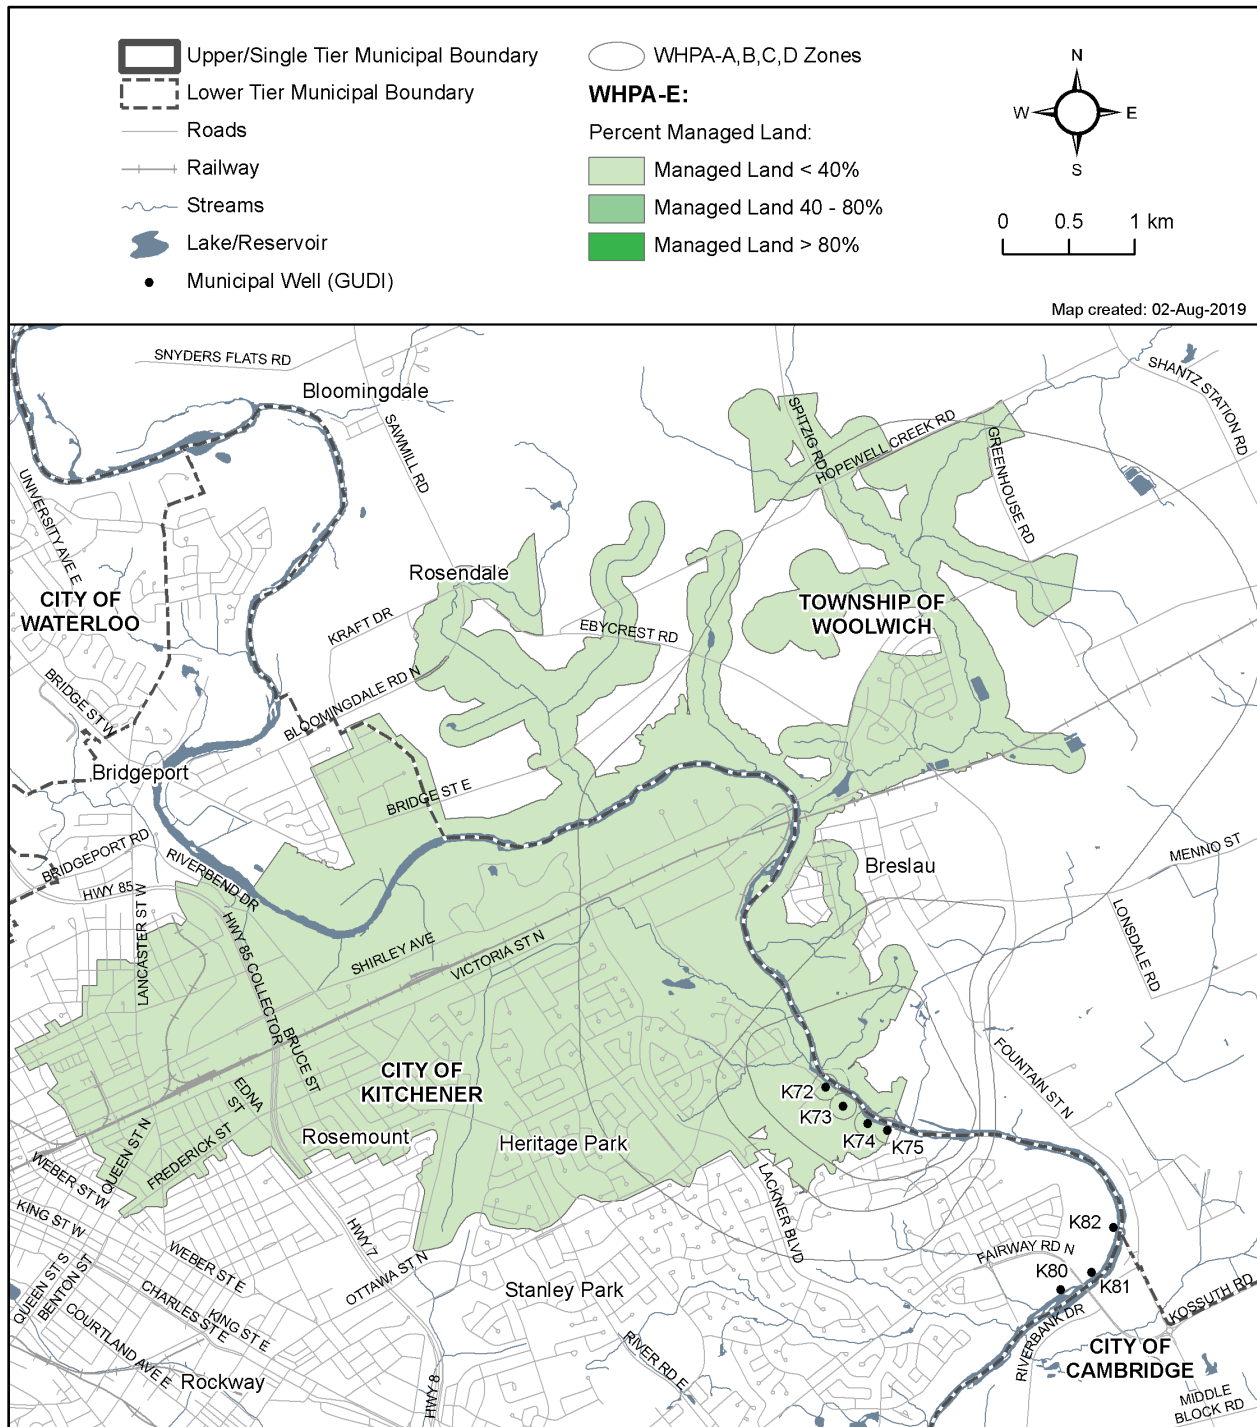 Upper/Single Tier Municipal Boundary
Lower Tier Municipal Boundary
Roads
Railway
Streams
Lake/Reservoir
Municipal Well (GUDI)
WHPA-A,B,C,D Zones
WHPA-E:
Percent Managed Land:
Managed Land < 40%
Managed Land 40 - 80%
Managed Land > 80%
N
W E
S
0 0.5 1 km
Map created: 02-Aug-2019
SNYDERS FLATS RD
Bloomingdale
SAWMILL RD
SPITZIG RD
HOPEWELL CREEK RD
GREENHOUSE RD
SHANTZ STATION RD
UNIVERSITY AVE E
CITY OF
WATERLOO
Rosendale
KRAFT DR
EBYCREST RD
TOWNSHIP OF
WOOLWICH
BRIDGE ST W
BLOOMINGDALE RD N
Bridgeport
BRIDGE ST E
BRIDGEPORT RD
RIVERBEND DR
HWY 85
LANCASTER ST W
HWY 85 COLLECTOR
SHIRLEY AVE
VICTORIA ST N
Breslau
MENNO ST
LONSDALE RD
BRUCE ST
EDNA
ST
CITY OF
KITCHENER
FOUNTAIN ST N
K72
K73
K74
K75
QUEEN ST N
FREDERICK ST
Rosemount
Heritage Park
LACKNER BLVD
WEBER ST W
KING ST W
QUEEN ST S
BENTON ST
WEBER ST E
CHARLES ST E
KING ST E
COURTLAND AVE E
HWY 7
OTTAWA ST N
Stanley Park
FAIRWAY RD N
K82
K80
K81
RIVERBANK DR
KOSSUTH RD
RIVER RD E
HWY 8
Rockway
CITY OF
CAMBRIDGE
MIDDLE
BLOCK RD